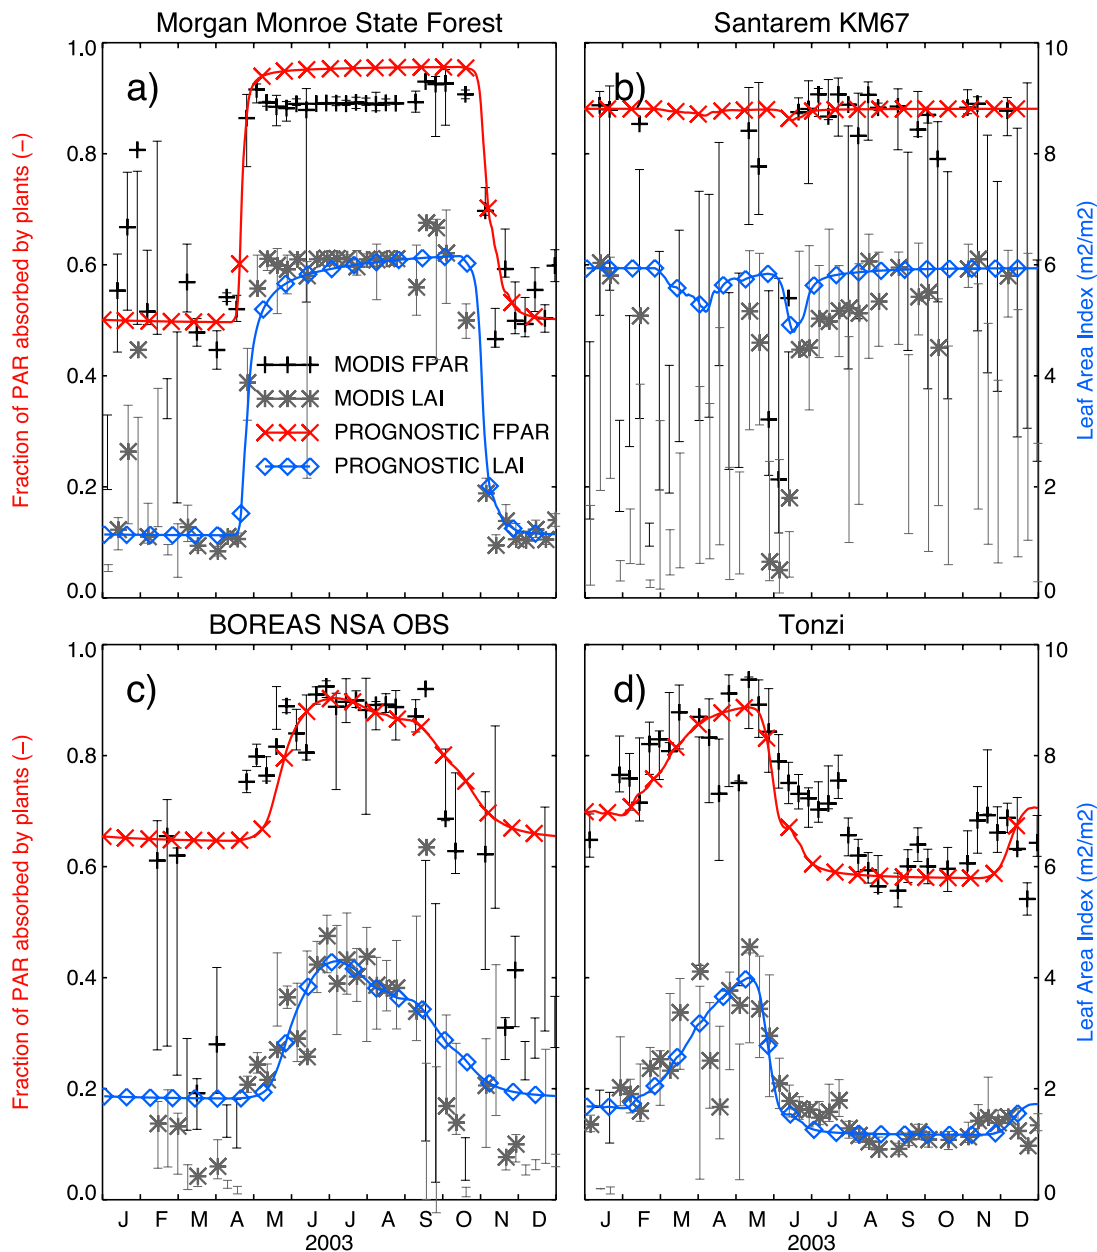 Morgan Monroe State Forest
Santarem KM67
1.0
0.8
0.6
0.4
0.2
0.0
Fraction of PAR absorbed by plants (−)
a)
MODIS FPAR
MODIS LAI
PROGNOSTIC FPAR
PROGNOSTIC LAI
b)
10
8
6
4
2
0
Leaf Area Index (m2/m2)
BOREAS NSA OBS
Tonzi
1.0
0.8
0.6
0.4
0.2
0.0
Fraction of PAR absorbed by plants (−)
c)
d)
10
8
6
4
2
0
Leaf Area Index (m2/m2)
J F M A M J J A S O N D
2003
J F M A M J J A S O N D
2003